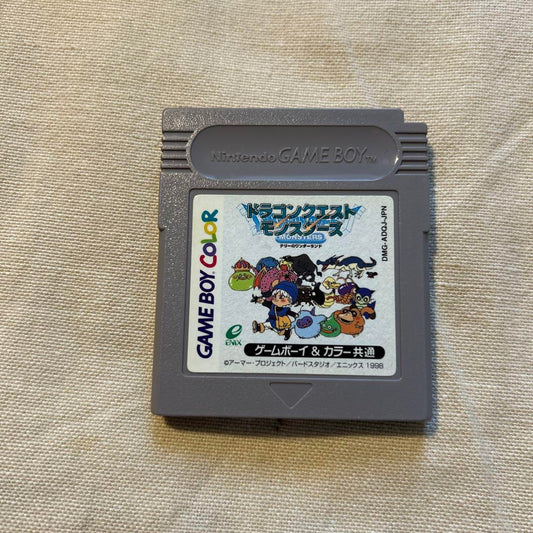 Nintendo GAME BOY TM
GAME BOY COLOR
ドラゴンクエスト
モンスターズ
MONSTERS
テリーのワンダーランド
DMG-ADQJ-JPN
ENIX
ゲームボーイ & カラー共通
©アーマー・プロジェクト/バードスタジオ/エニックス 1998